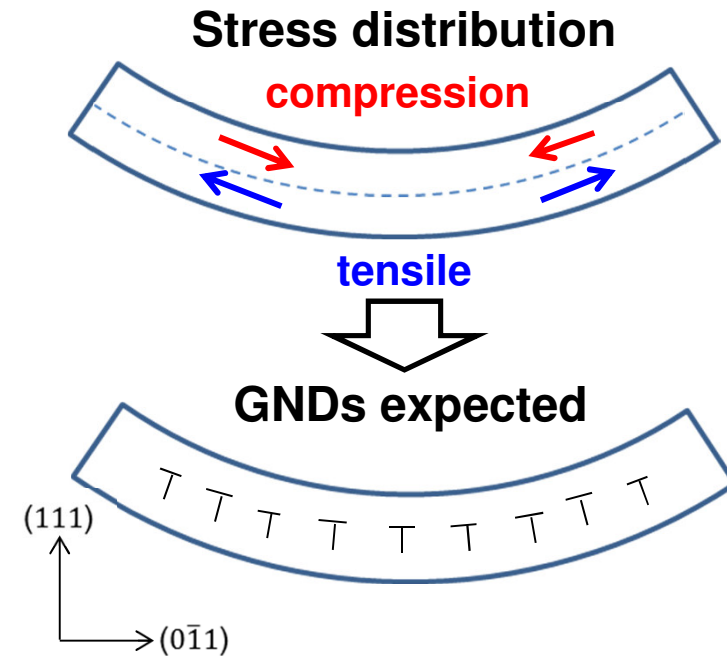 Stress distribution
compression
tensile
GNDs expected
(111)
(01̄1)